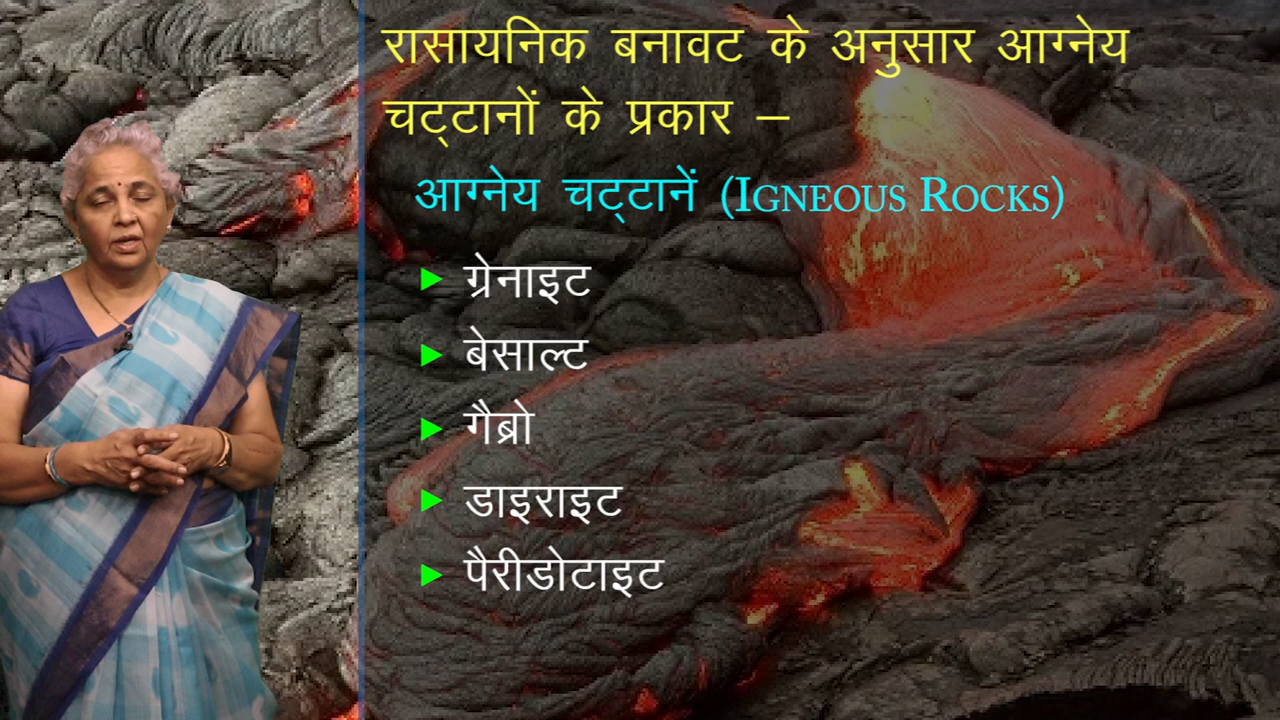 रासायनिक बनावट के अनुसार आग्नेय
चट्टानों के प्रकार –
आग्नेय चट्टानें (IGNEOUS ROCKS)
ग्रेनाइट
बेसाल्ट
गैब्रो
डाइराइट
पैरीडोटाइट